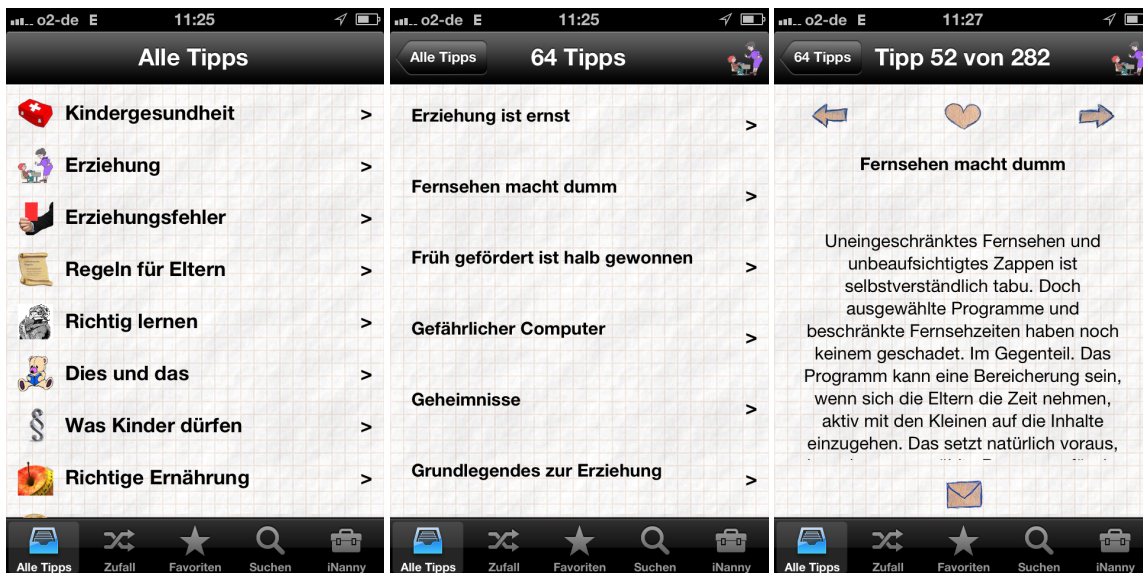 o2-de E 11:25
Alle Tipps
Kindergesundheit >
Erziehung >
Erziehungsfehler >
Regeln für Eltern >
Richtig lernen >
Dies und das >
Was Kinder dürfen >
Richtige Ernährung >
Alle Tipps Zufall Favoriten Suchen iNanny
o2-de E 11:25
Alle Tipps 64 Tipps
Erziehung ist ernst >
Fernsehen macht dumm >
Früh gefördert ist halb gewonnen >
Gefährlicher Computer >
Geheimnisse >
Grundlegendes zur Erziehung >
Alle Tipps Zufall Favoriten Suchen iNanny
o2-de E 11:27
64 Tipps Tipp 52 von 282
Fernsehen macht dumm
Uneingeschränktes Fernsehen und
unbeaufsichtigtes Zappen ist
selbstverständlich tabu. Doch
ausgewählte Programme und
beschränkte Fernsehzeiten haben noch
keinem geschadet. Im Gegenteil. Das
Programm kann eine Bereicherung sein,
wenn sich die Eltern die Zeit nehmen,
aktiv mit den Kleinen auf die Inhalte
einzugehen. Das setzt natürlich voraus,
Alle Tipps Zufall Favoriten Suchen iNanny